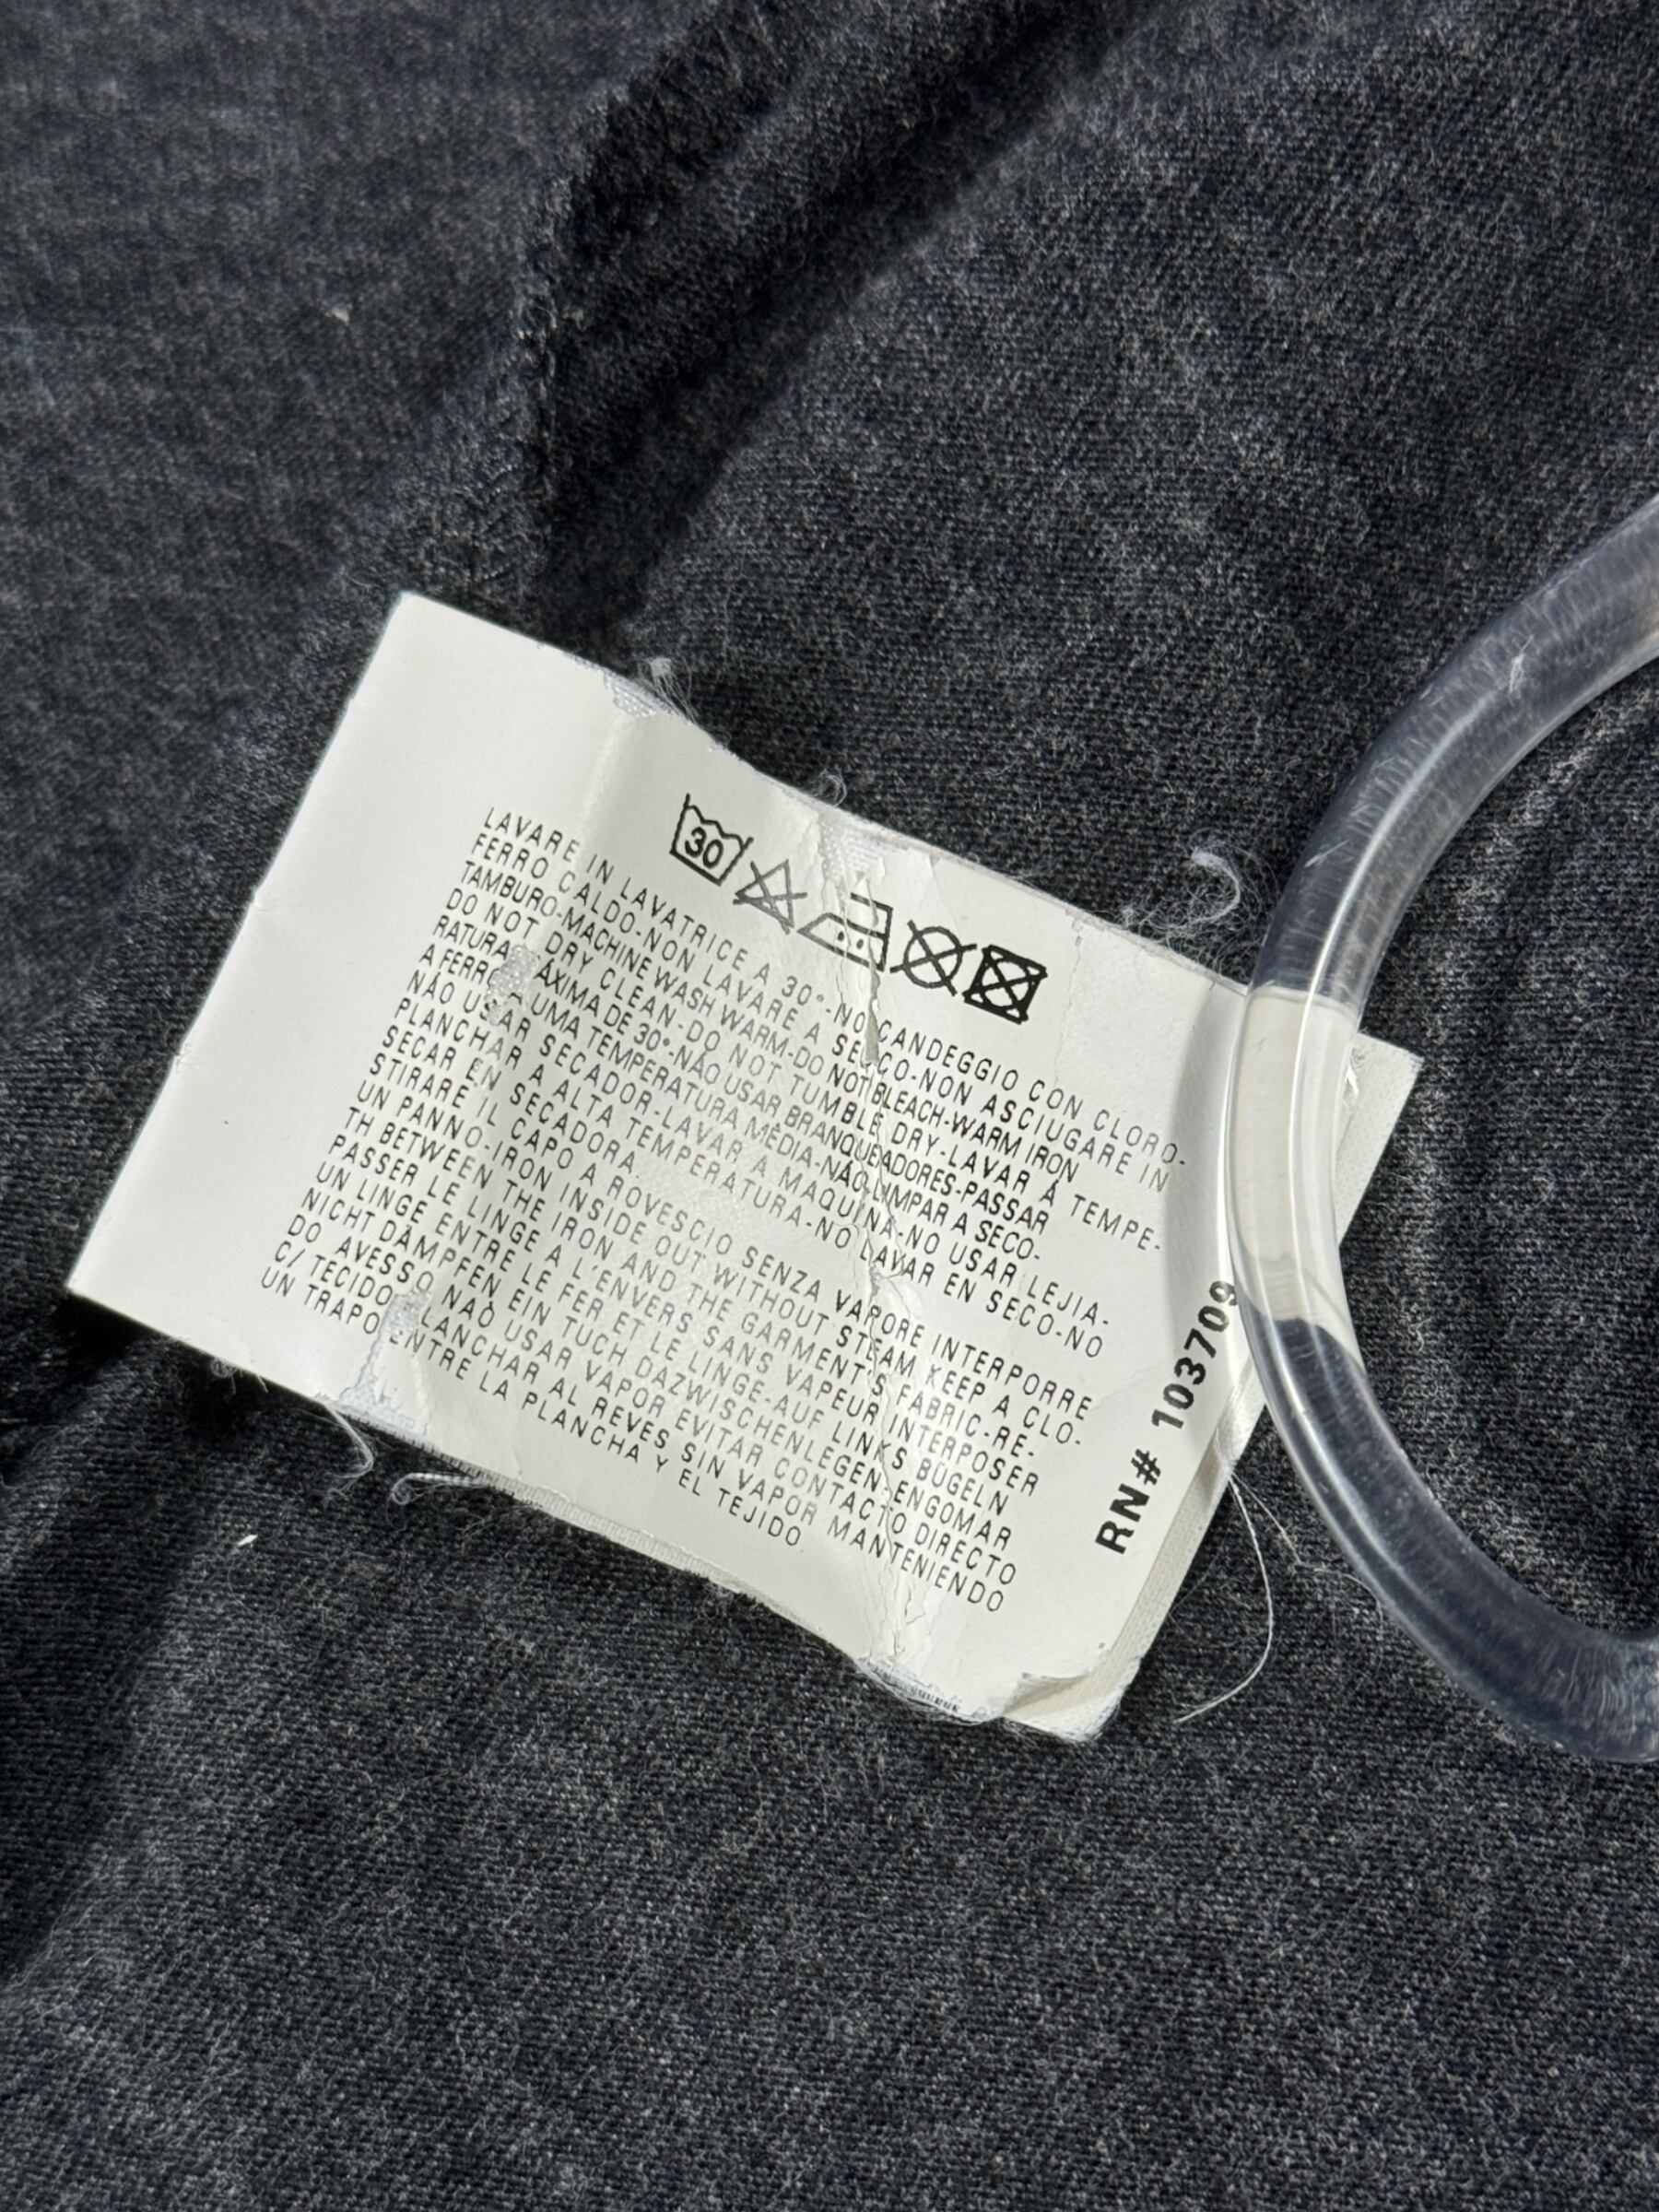 30
LAVARE IN LAVATRICE A 30°-NO CANDEGGIO CON CLORO-
FERRO CALDO-NON LAVARE A SECCO-NON ASCIUGARE IN
TAMBURO-MACHINE WASH WARM-DO NOT BLEACH-WARM IRON
DO NOT DRY CLEAN-DO NOT TUMBLE DRY-LAVAR À TEMPE-
RATURA MÁXIMA DE 30°-NÃO USAR BRANQUEADORES-PASSAR
A FERRO A UMA TEMPERATURA MÉDIA-NÃO LIMPAR A SECO-
NÃO USAR SECADOR-LAVAR A MAQUINA-NO USAR LEJIA-
PLANCHAR A ALTA TEMPERATURA-NO LAVAR EN SECO-NO
SECAR EN SECADORA.
STIRARE IL CAPO A ROVESCIO SENZA VAPORE INTERPORRE
UN PANNO-IRON INSIDE OUT WITHOUT STEAM KEEP A CLO-
TH BETWEEN THE IRON AND THE GARMENT'S FABRIC-RE-
PASSER LE LINGE A L'ENVERS SANS VAPEUR INTERPOSER
UN LINGE ENTRE LE FER ET LE LINGE-AUF LINKS BÜGELN
NICHT DÄMPFEN EIN TUCH DAZWISCHENLEGEN-ENGOMAR
DO AVESSO NAÒ USAR VAPOR EVITAR CONTACTO DIRECTO
C/ TECIDO PLANCHAR AL REVES SIN VAPOR MANTENIENDO
UN TRAPO ENTRE LA PLANCHA Y EL TEJIDO.
RN# 103709